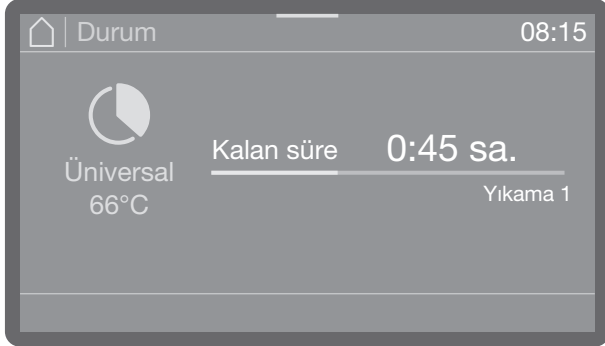 Durum 08:15
Kalan süre 0:45 sa.
Üniversal
66°C
Yıkama 1